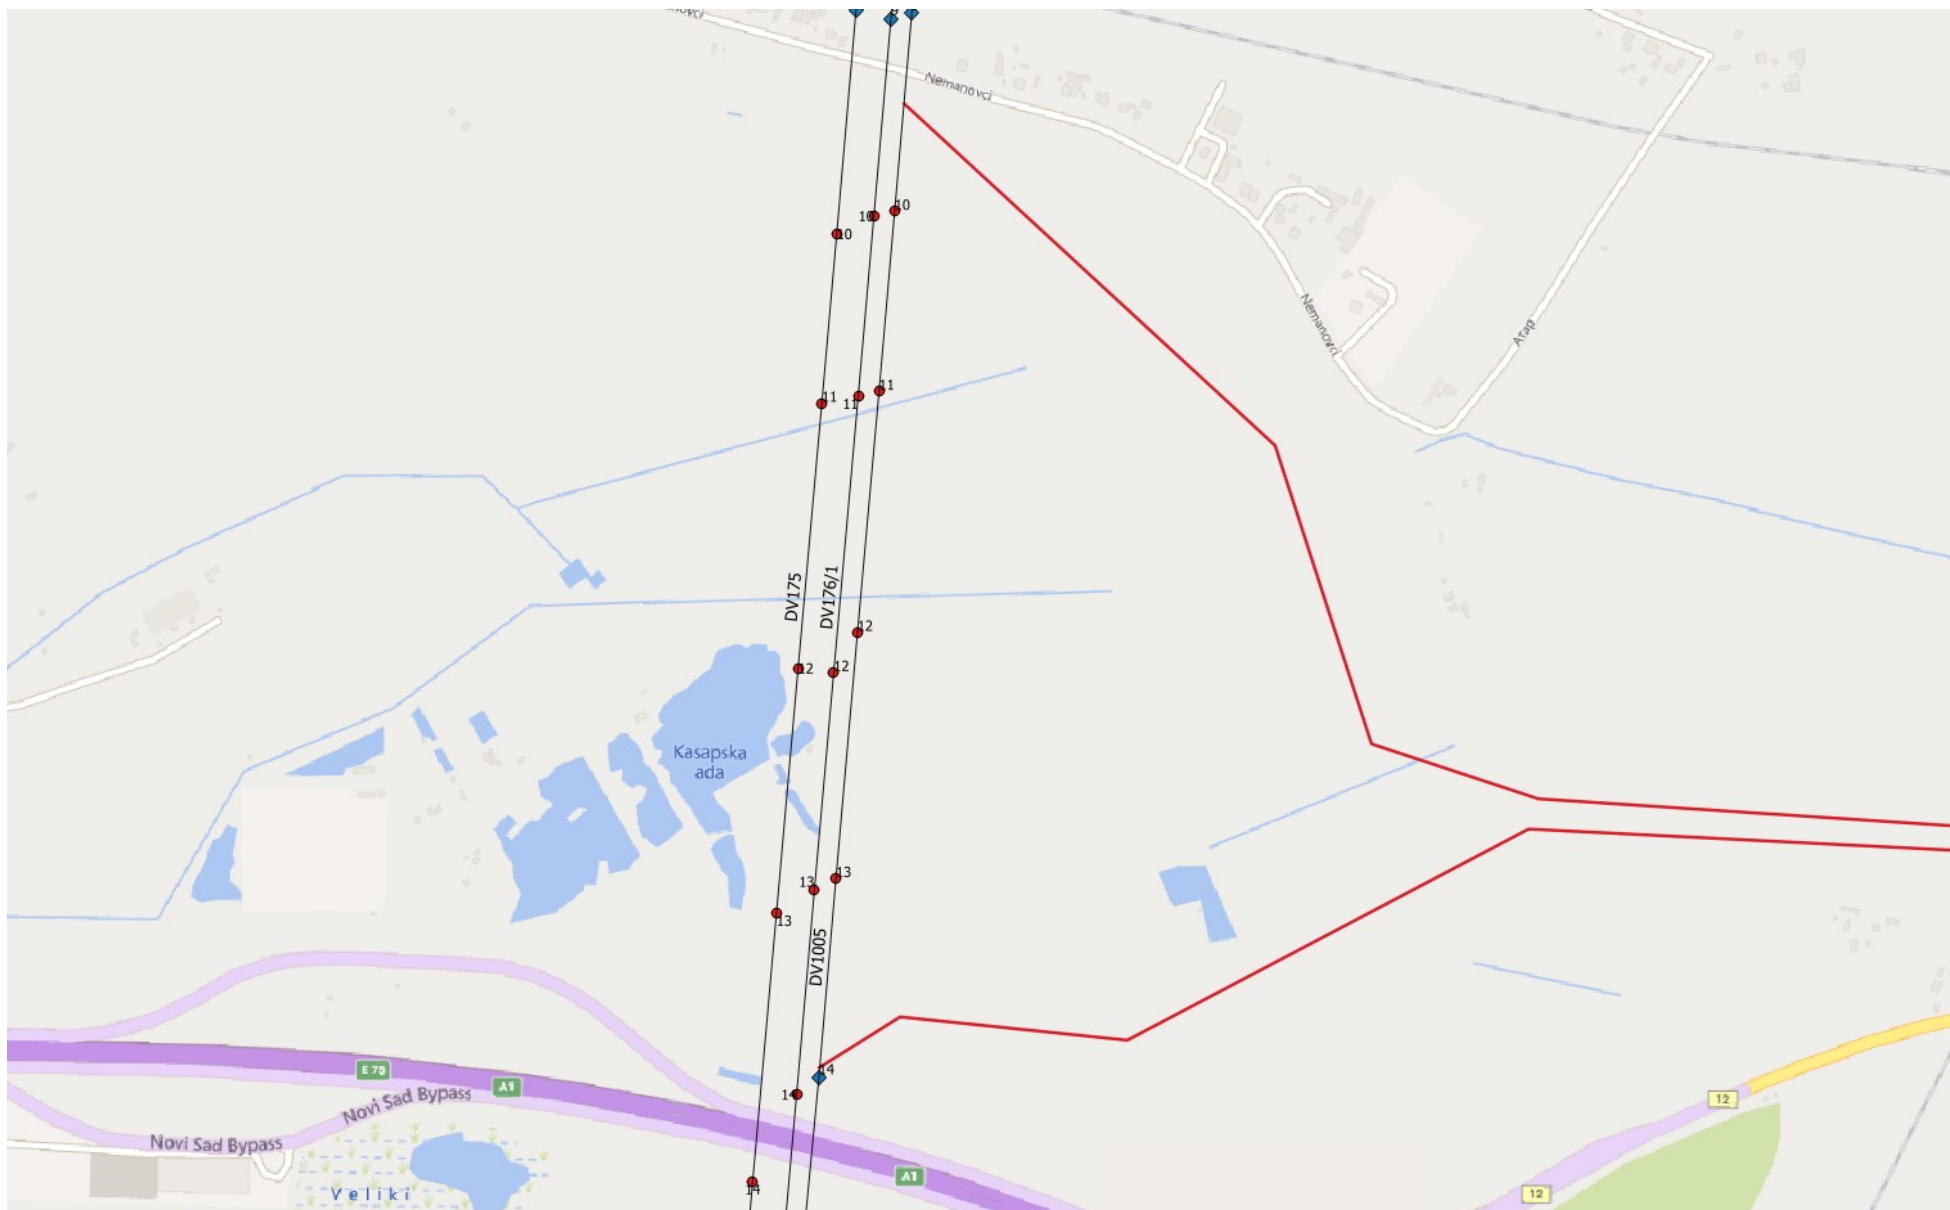 Nemanovci
10
10
10
Nemanovci
Атар
11
11
11
DV175
DV176/1
12
12
12
Kasapska
ada
13
13
13
DV1005
14
14
E 75
A1
Novi Sad Bypass
Novi Sad Bypass
A1
12
12
14
Veliki